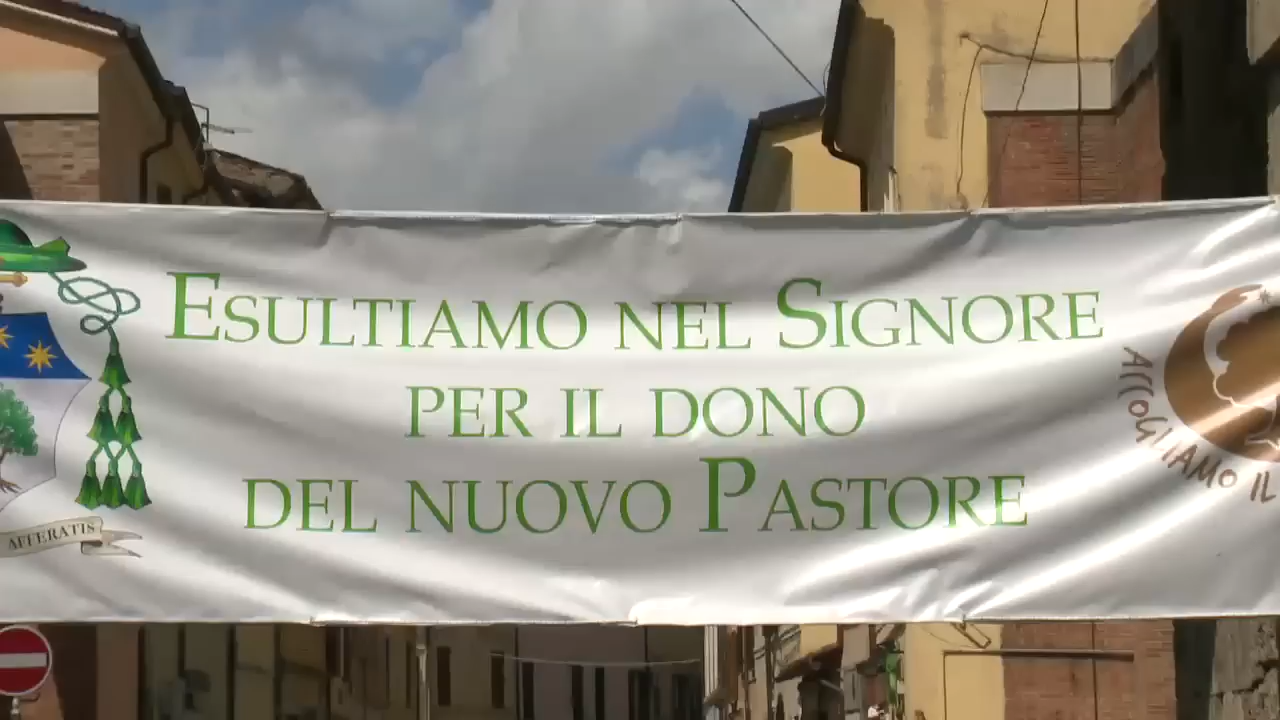 Esultiamo nel Signore
per il dono
del nuovo Pastore
AFFERATIS
ACCOGLIAMO IL